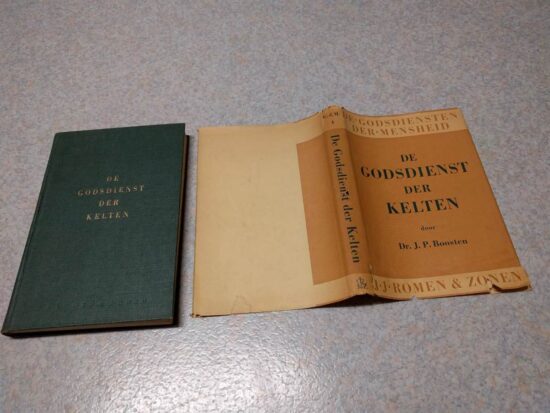 DE
GODSDIENST
DER
KELTEN
De Godsdienst der Kelten
DE·GODSDIENSTEN
DER·MENSHEID
DE
GODSDIENST
DER
KELTEN
door
Dr. J. P. Boosten
J·J·ROMEN & ZONEN